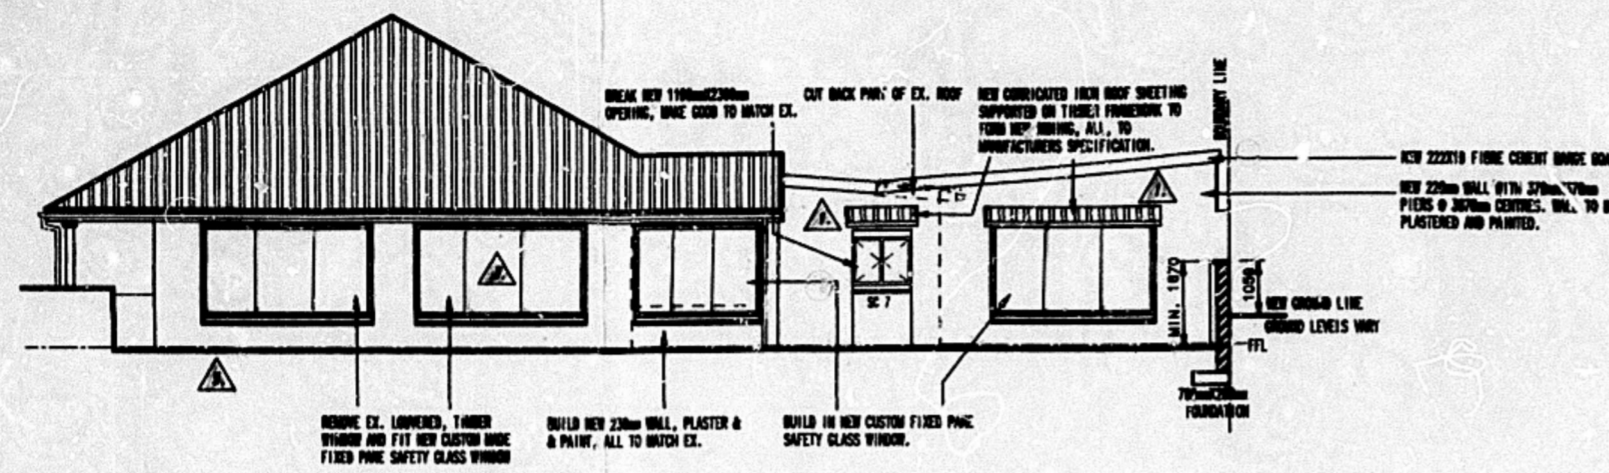 BREAK NEW 1100mmX2300mm
OPENING, MAKE GOOD TO MATCH EX.
CUT BACK PART OF EX. ROOF
NEW CORRUGATED IRON ROOF SHEETING
SUPPORTED ON TIMBER FRAMEWORK TO
FORM NEW AWNING, ALL, TO
MANUFACTURERS SPECIFICATION.
BOUNDARY LINE
NEW 222X18 FIBRE CEMENT BARGE BOA
NEW 220mm WALL WITH
PIERS @ CENTRES. WALL TO B
PLASTERED AND PAINTED.
SC 7
MIN. 1870
NEW GROUND LINE
GROUND LEVELS VARY
FFL
FOUNDATION
REMOVE EX. LOUVERED, TIMBER
WINDOW AND FIT NEW CUSTOM MADE
FIXED PANE SAFETY GLASS WINDOW
BUILD NEW 230mm WALL, PLASTER &
& PAINT, ALL TO MATCH EX.
BUILD IN NEW CUSTOM FIXED PANE
SAFETY GLASS WINDOW.